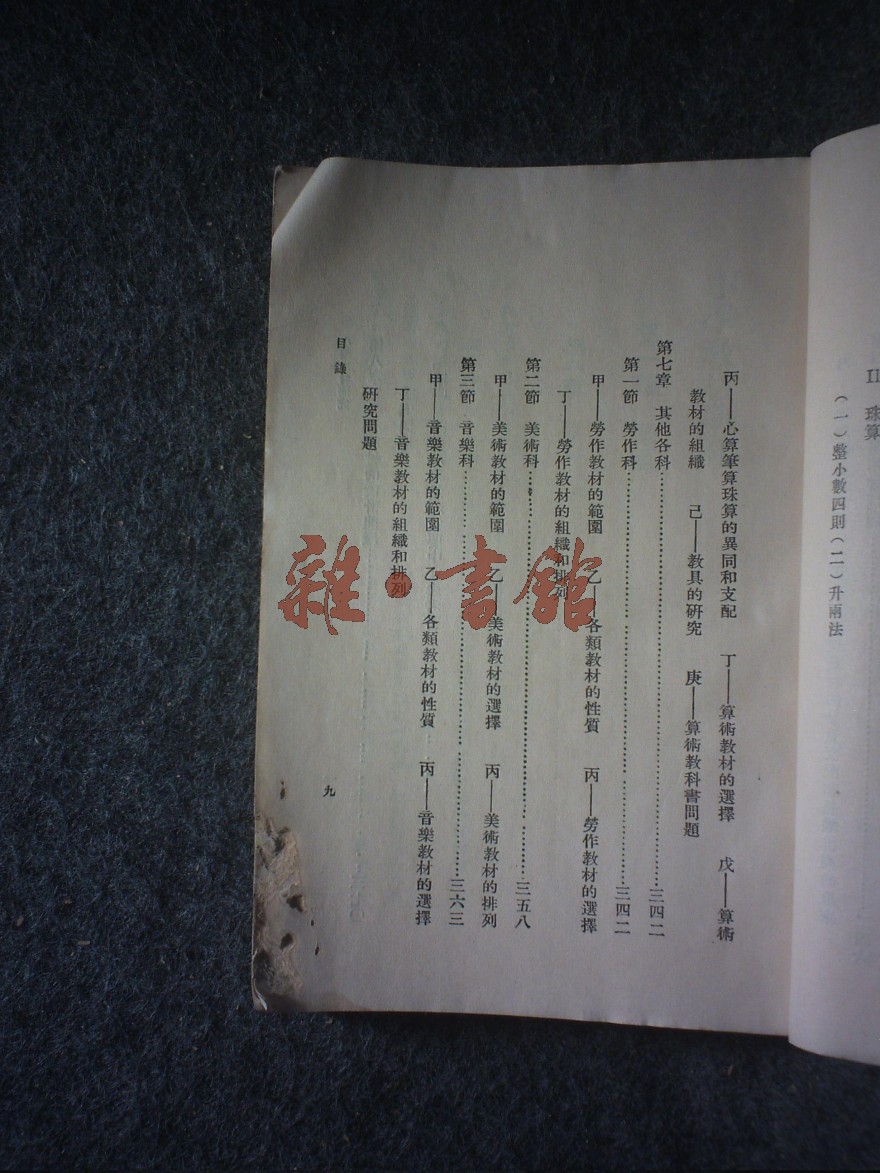 II 珠算
（一）整小數四則（二）升兩法
丙——心算筆算珠算的異同和支配 丁——算術教材的選擇 戊——算術
教材的組織 己——教具的研究 庚——算術教科書問題
第七章 其他各科……三四二
第一節 勞作科……三四二
甲——勞作教材的範圍 乙——各類教材的性質 丙——勞作教材的選擇
丁——勞作教材的組織和排列
第二節 美術科……三五八
甲——美術教材的範圍 乙——美術教材的選擇 丙——美術教材的排列
第三節 音樂科……三六三
甲——音樂教材的範圍 乙——各類教材的性質 丙——音樂教材的選擇
丁——音樂教材的組織和排列
研究問題
目錄
九
雜·書館